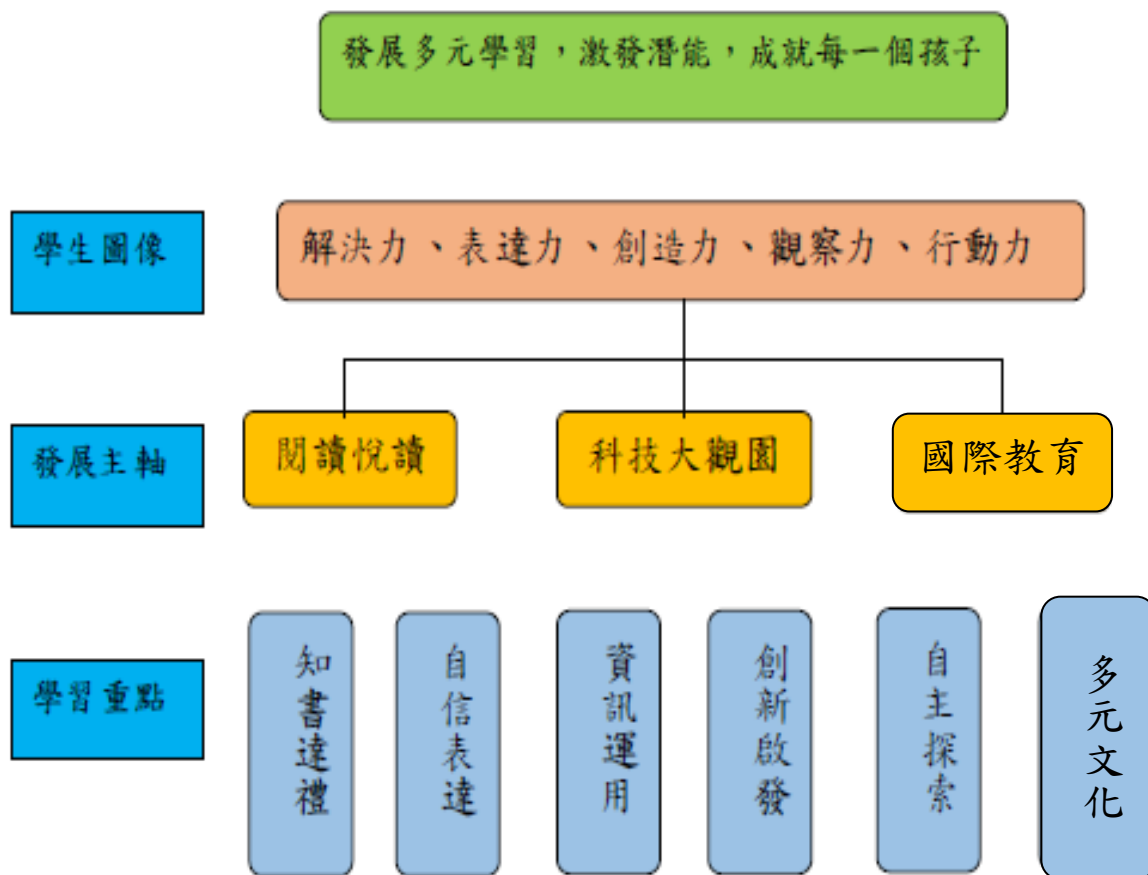 發展多元學習，激發潛能，成就每一個孩子
學生圖像
解決力、表達力、創造力、觀察力、行動力
發展主軸
閱讀悅讀
科技大觀園
國際教育
學習重點
知書達禮
自信表達
資訊運用
創新啟發
自主探索
多元文化